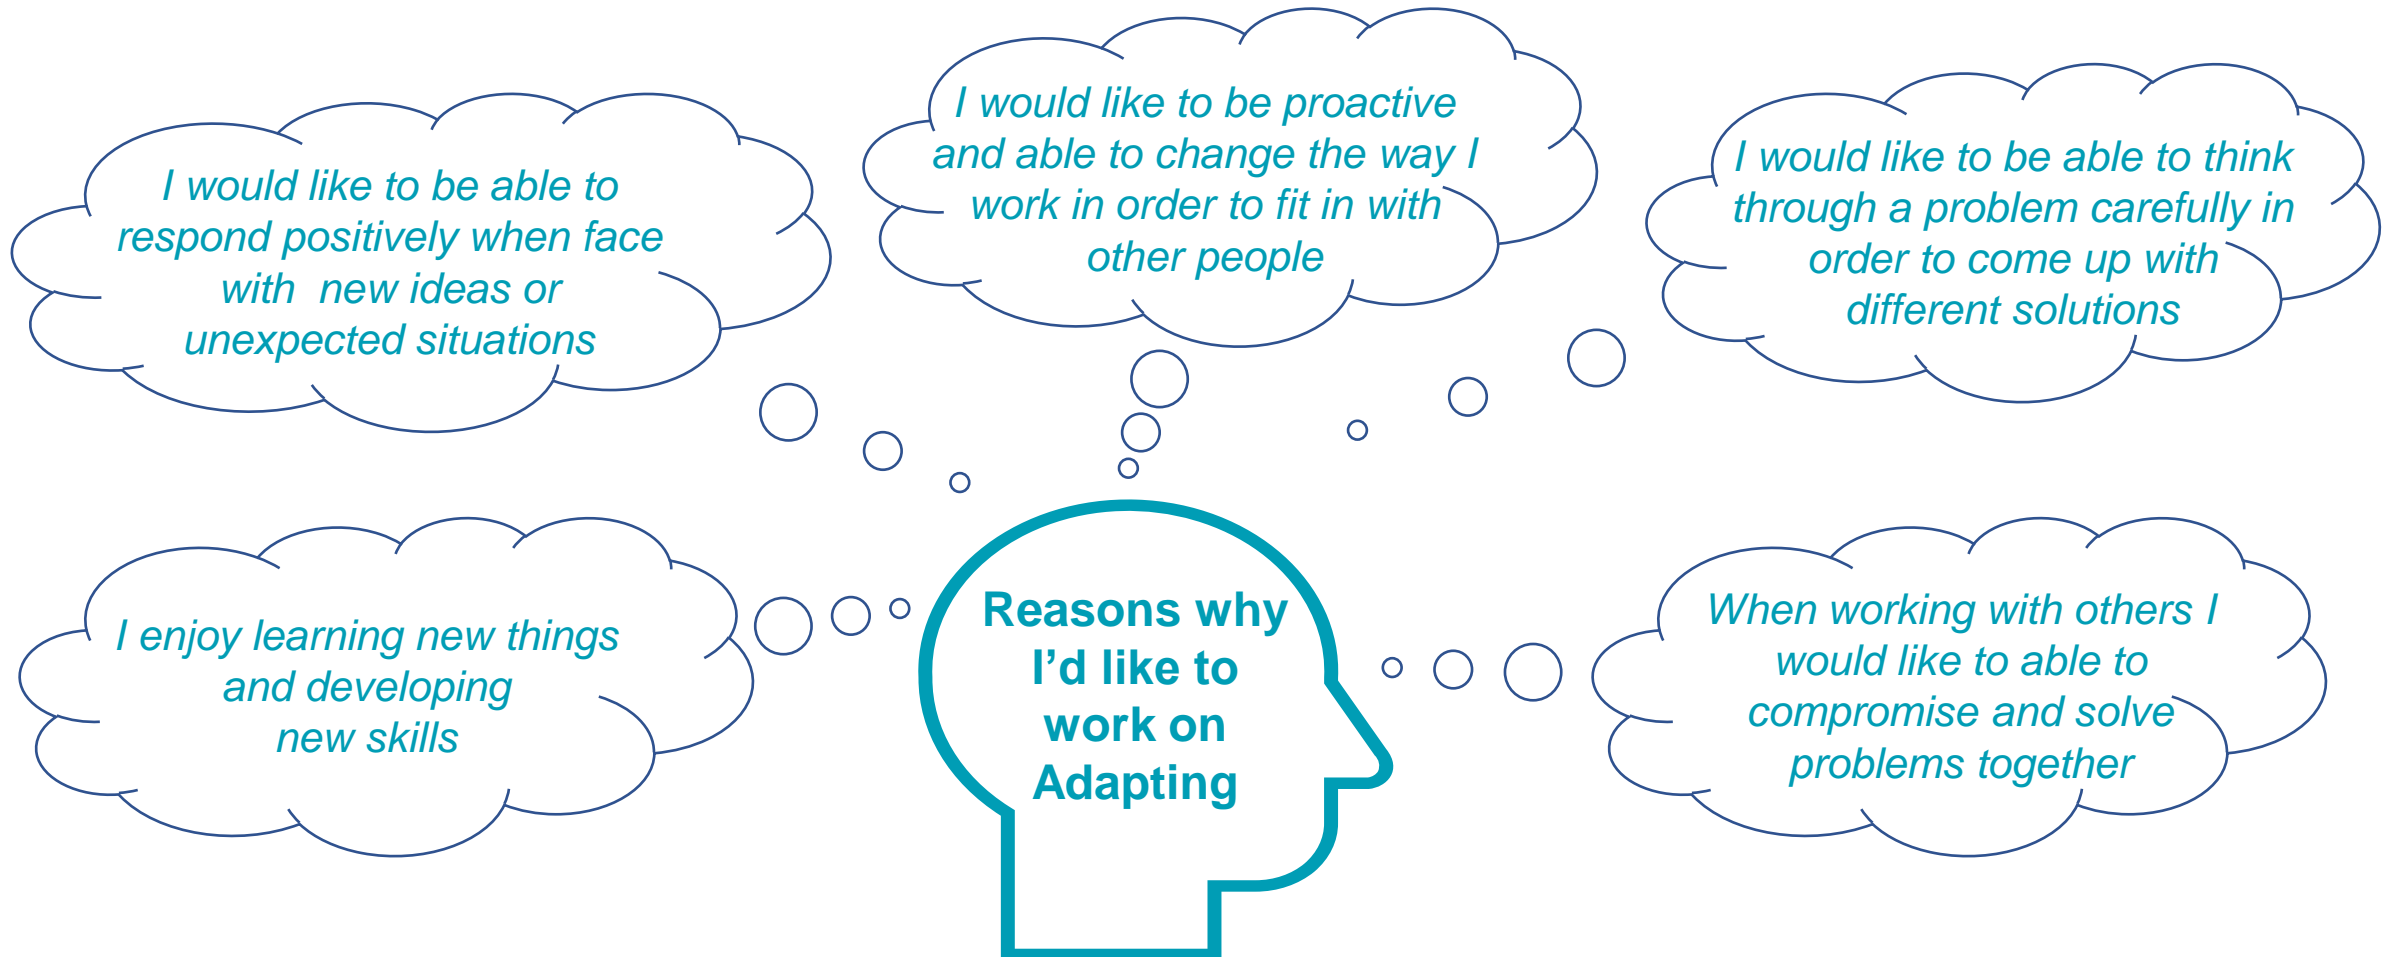 I would like to be able to
respond positively when face
with  new ideas or
unexpected situations
I would like to be proactive
and able to change the way I
work in order to fit in with
other people
I would like to be able to think
through a problem carefully in
order to come up with
different solutions
I enjoy learning new things
and developing
new skills
Reasons why
I’d like to
work on
Adapting
When working with others I
would like to able to
compromise and solve
problems together